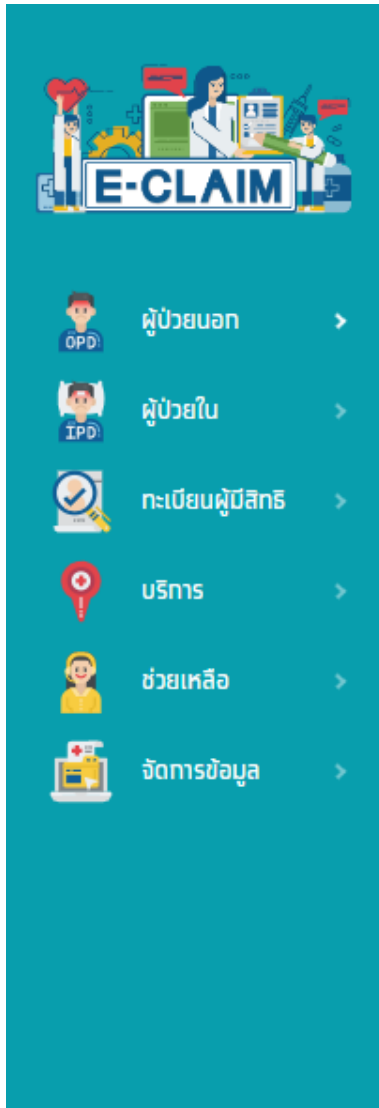 E-CLAIM
OPD
ผู้ป่วยนอก
IPD
ผู้ป่วยใน
ทะเบียนผู้มีสิทธิ
บริการ
ช่วยเหลือ
จัดการข้อมูล